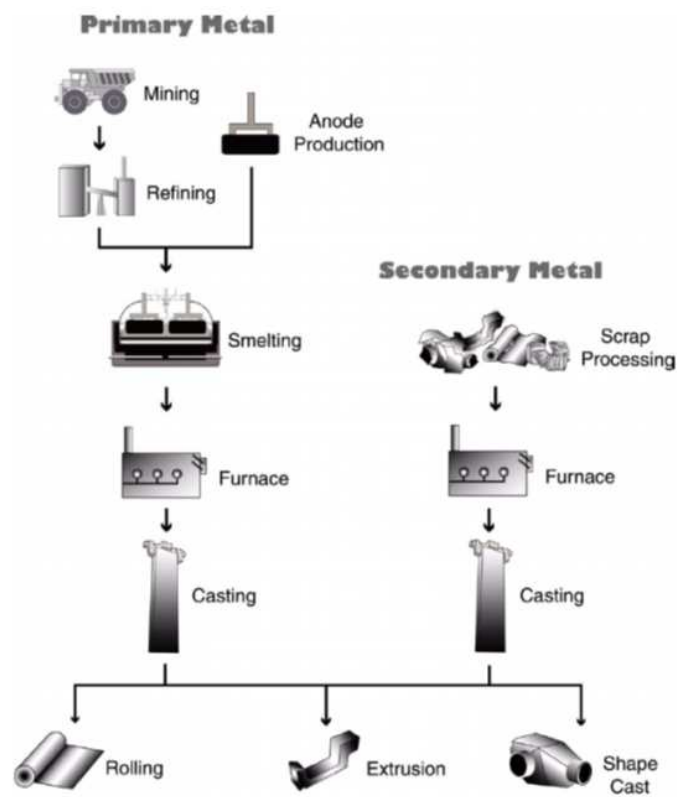 Primary Metal
Mining
Anode
Production
Refining
Secondary Metal
Smelting
Scrap
Processing
Furnace
Furnace
Casting
Casting
Rolling
Extrusion
Shape
Cast